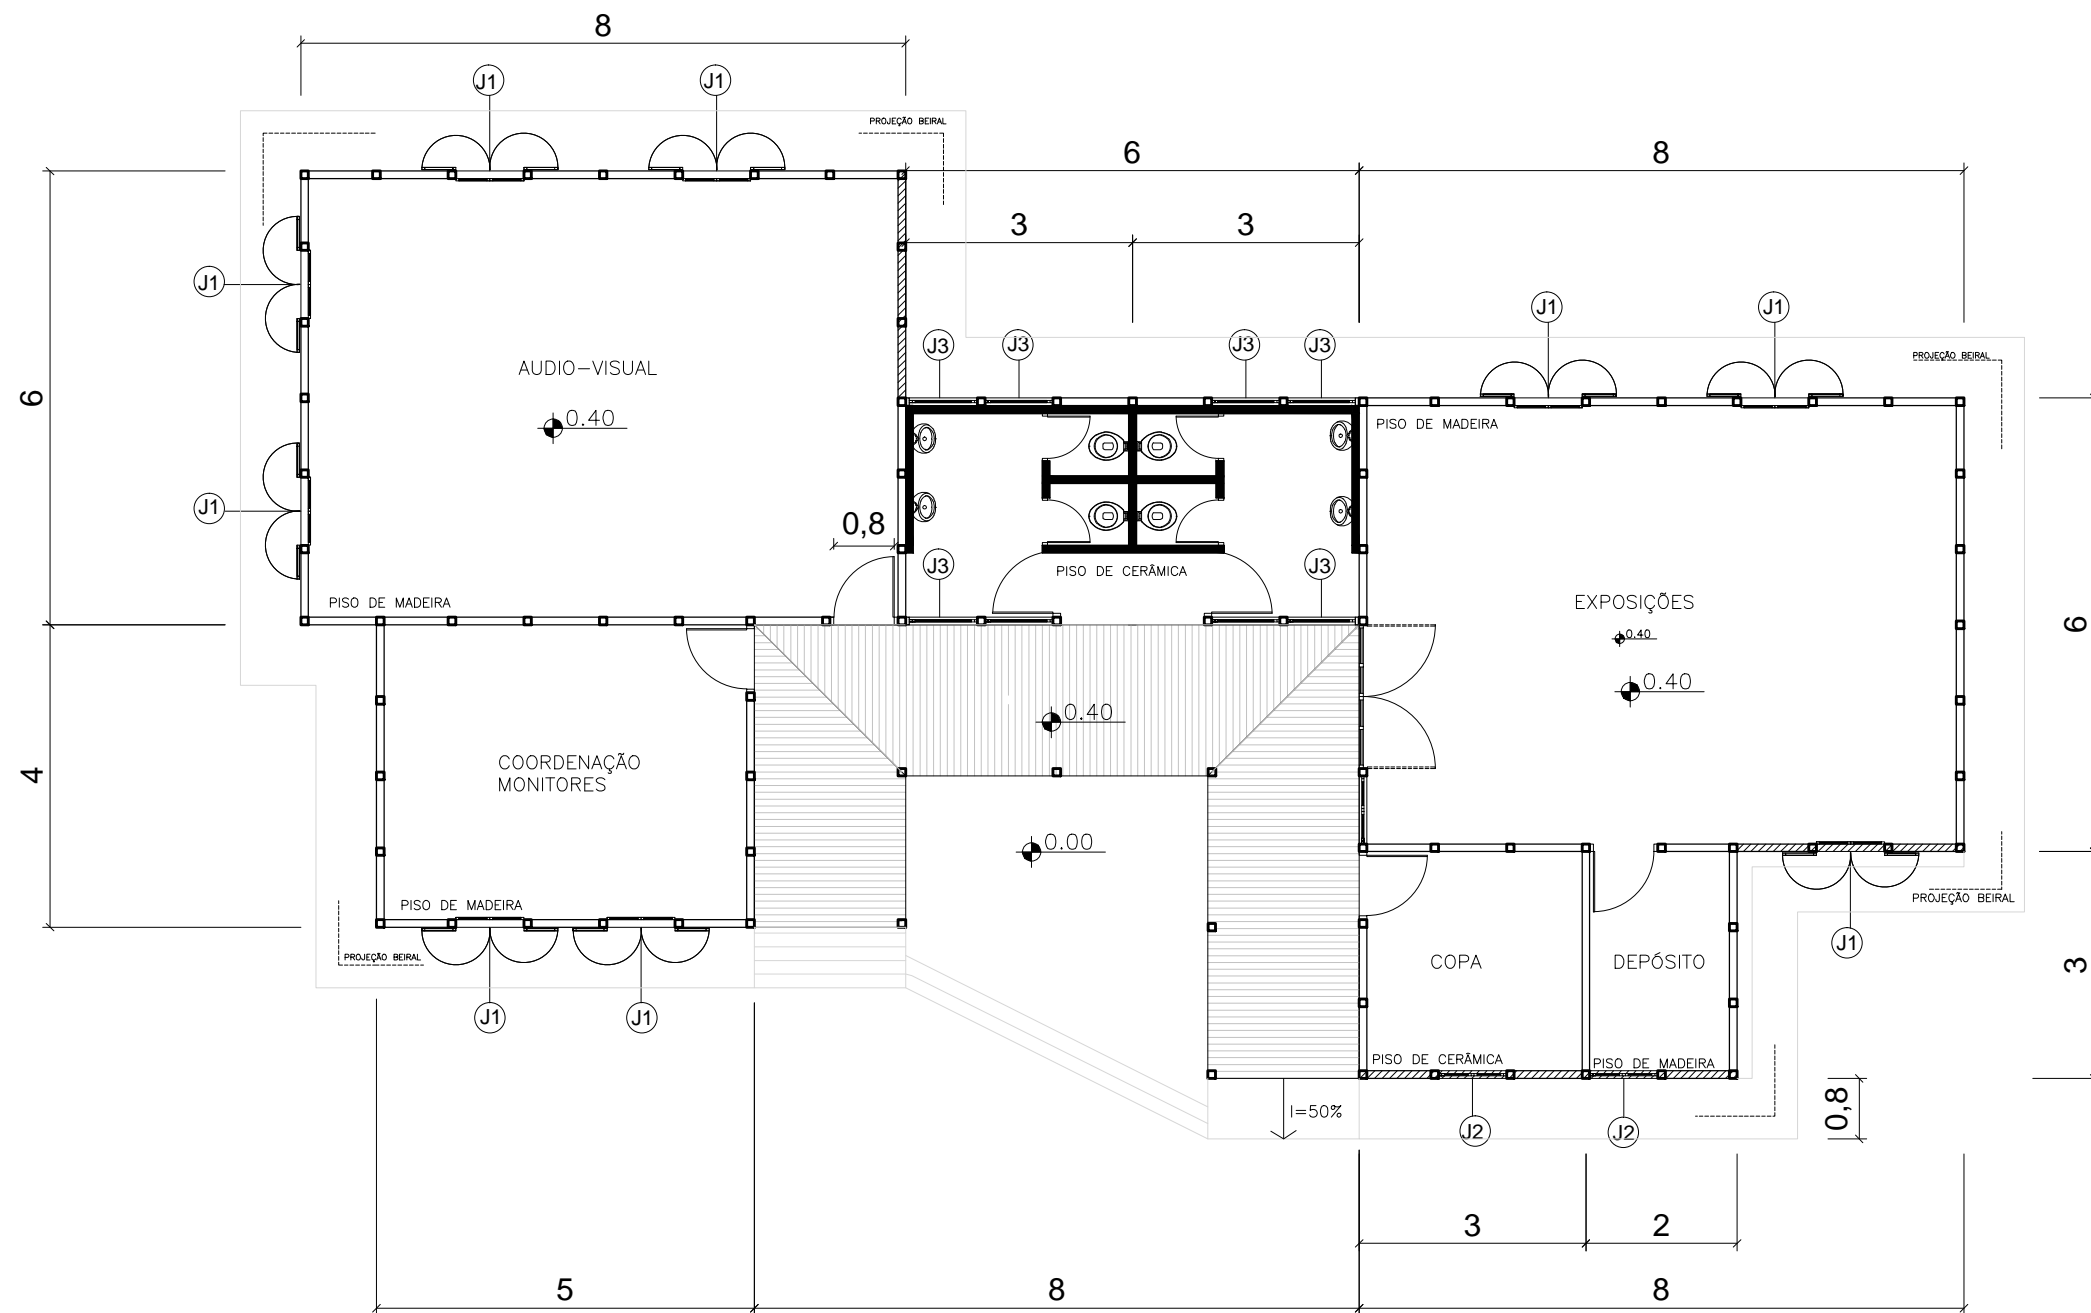 8
J1
J1
PROJEÇÃO BEIRAL
6
8
3
3
J1
J1
J1
J3
J3
J3
J3
PROJEÇÃO BEIRAL
AUDIO-VISUAL
6
0.40
PISO DE MADEIRA
J1
0,8
J3
PISO DE CERÂMICA
J3
PISO DE MADEIRA
EXPOSIÇÕES
0.40
6
0.40
0.40
COORDENAÇÃO
MONITORES
4
0.00
PISO DE MADEIRA
PROJEÇÃO BEIRAL
PROJEÇÃO BEIRAL
J1
COPA
DEPÓSITO
3
J1
J1
PISO DE CERÂMICA
PISO DE MADEIRA
I=50%
J2
J2
0,8
3
2
5
8
8